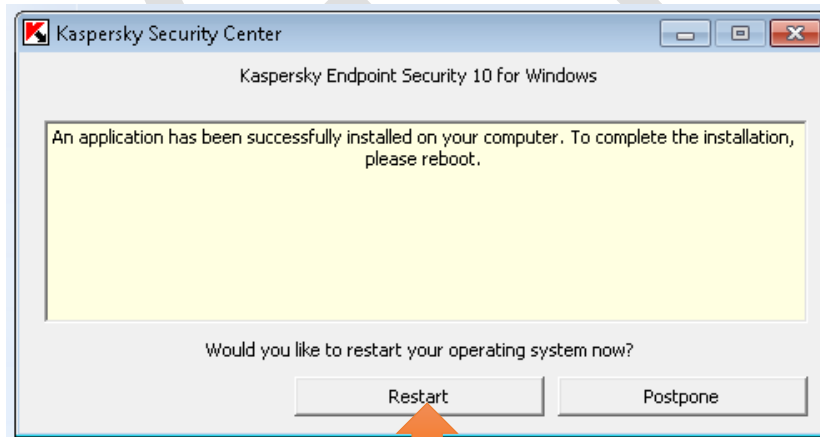 Kaspersky Security Center
Kaspersky Endpoint Security 10 for Windows
An application has been successfully installed on your computer. To complete the installation,
please reboot.
Would you like to restart your operating system now?
Restart
Postpone